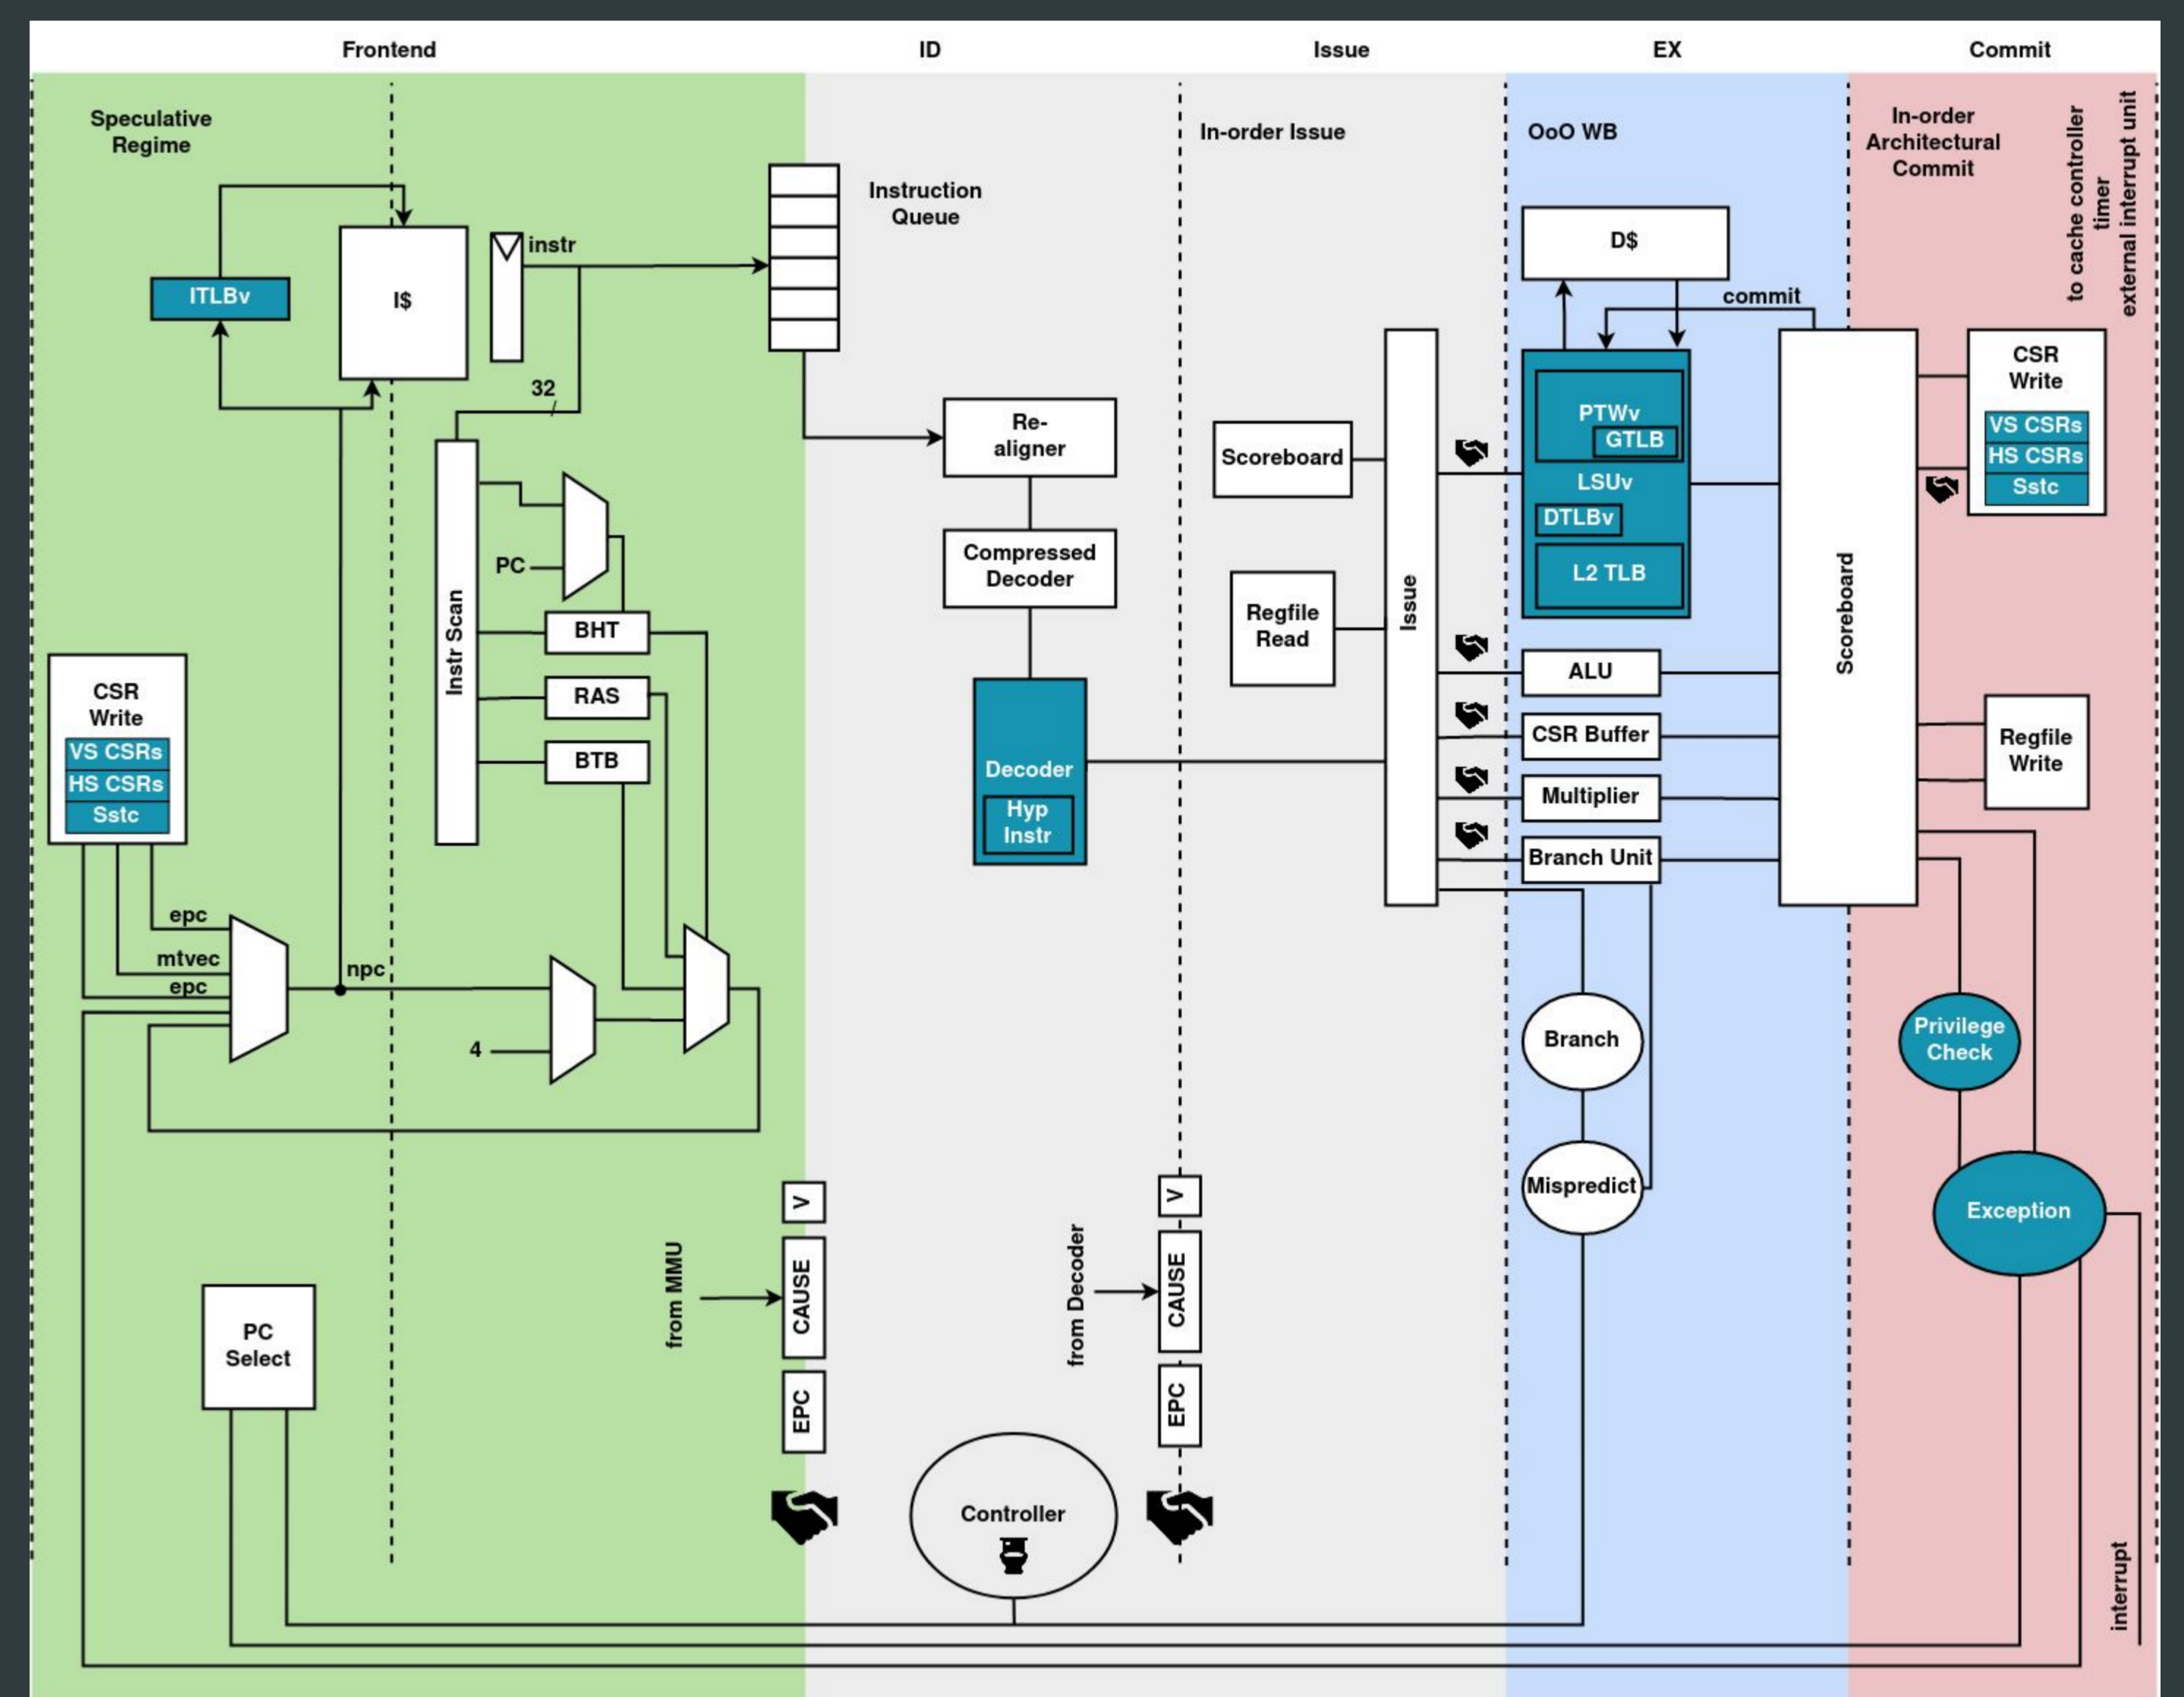 Frontend
ID
Issue
EX
Commit
Speculative
Regime
In-order Issue
OoO WB
In-order
Architectural
Commit
to cache controller
timer
external interrupt unit
ITLBv
I$
instr
32
Instruction
Queue
Instr Scan
PC
BHT
RAS
BTB
CSR
Write
VS CSRs
HS CSRs
Sstc
epc
mtvec
epc
npc
4
PC
Select
from MMU
V
CAUSE
EPC
Re-
aligner
Compressed
Decoder
Decoder
Hyp
Instr
from Decoder
V
CAUSE
EPC
Controller
Scoreboard
Regfile
Read
Issue
D$
commit
PTWv
GTLB
LSUv
DTLBv
L2 TLB
ALU
CSR Buffer
Multiplier
Branch Unit
Branch
Mispredict
Scoreboard
CSR
Write
VS CSRs
HS CSRs
Sstc
Regfile
Write
Privilege
Check
Exception
interrupt